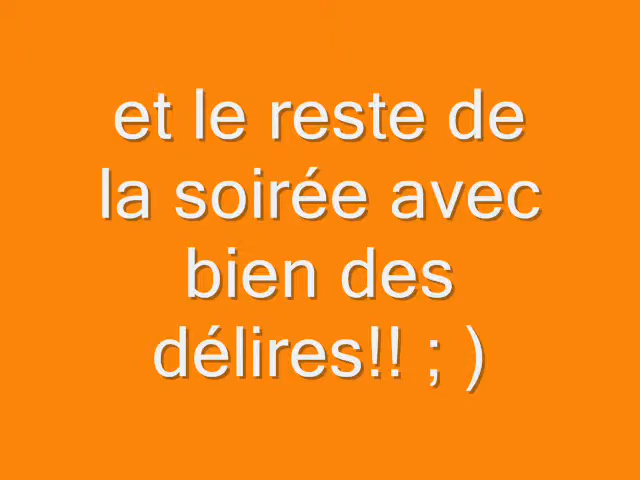 et le reste de
la soirée avec
bien des
délires!! ; )